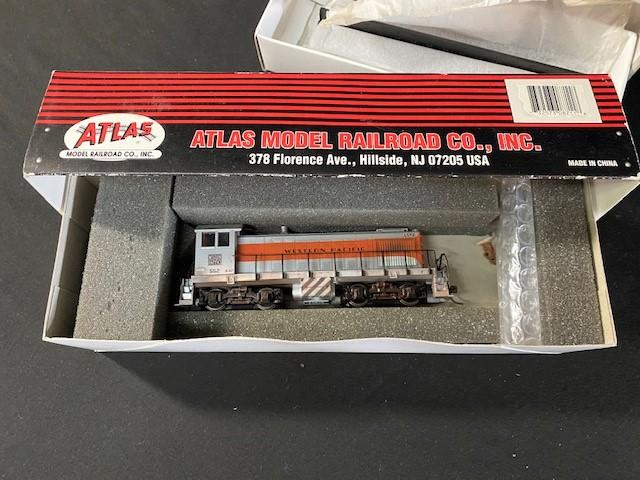 ATLAS
MODEL RAILROAD CO., INC.
ATLAS MODEL RAILROAD CO., INC.
378 Florence Ave., Hillside, NJ 07205 USA
MADE IN CHINA
WESTERN PACIFIC
552